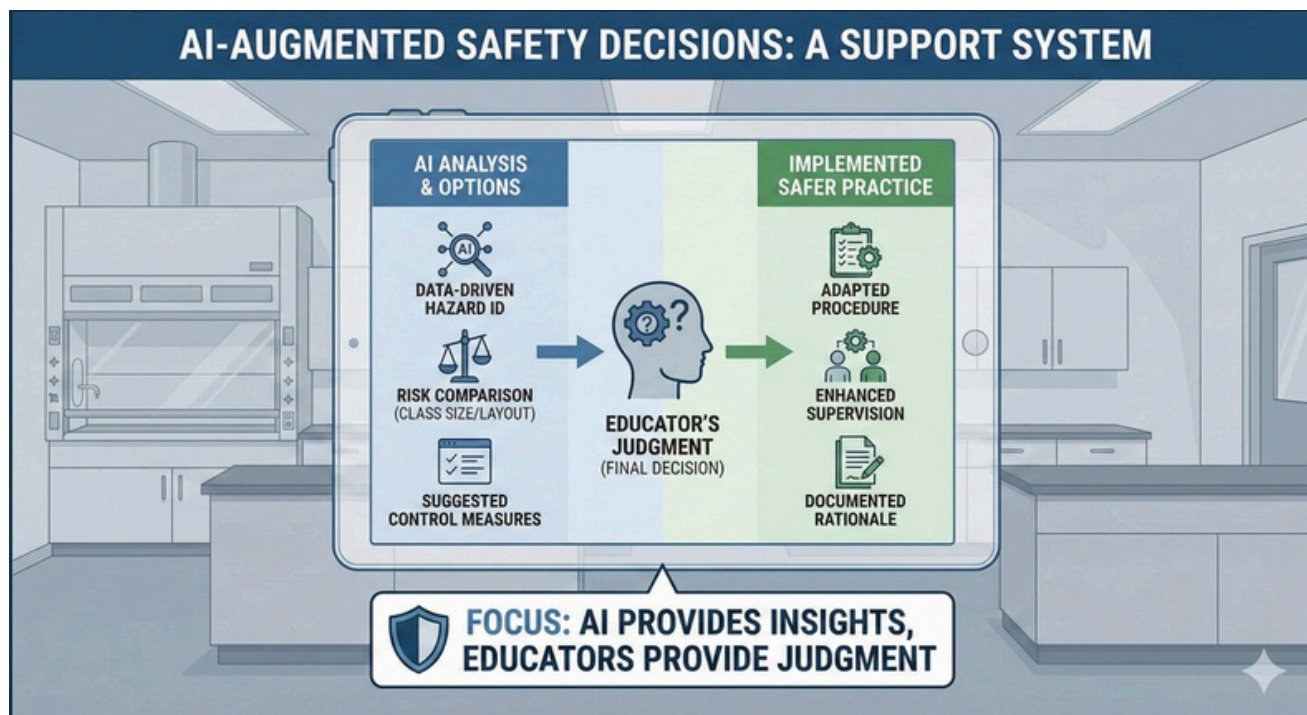 AI-AUGMENTED SAFETY DECISIONS: A SUPPORT SYSTEM
AI ANALYSIS
& OPTIONS
AI
DATA-DRIVEN
HAZARD ID
RISK COMPARISON
(CLASS SIZE/LAYOUT)
SUGGESTED
CONTROL MEASURES
? ?
EDUCATOR'S
JUDGMENT
(FINAL DECISION)
IMPLEMENTED
SAFER PRACTICE
ADAPTED
PROCEDURE
ENHANCED
SUPERVISION
DOCUMENTED
RATIONALE
FOCUS: AI PROVIDES INSIGHTS,
EDUCATORS PROVIDE JUDGMENT